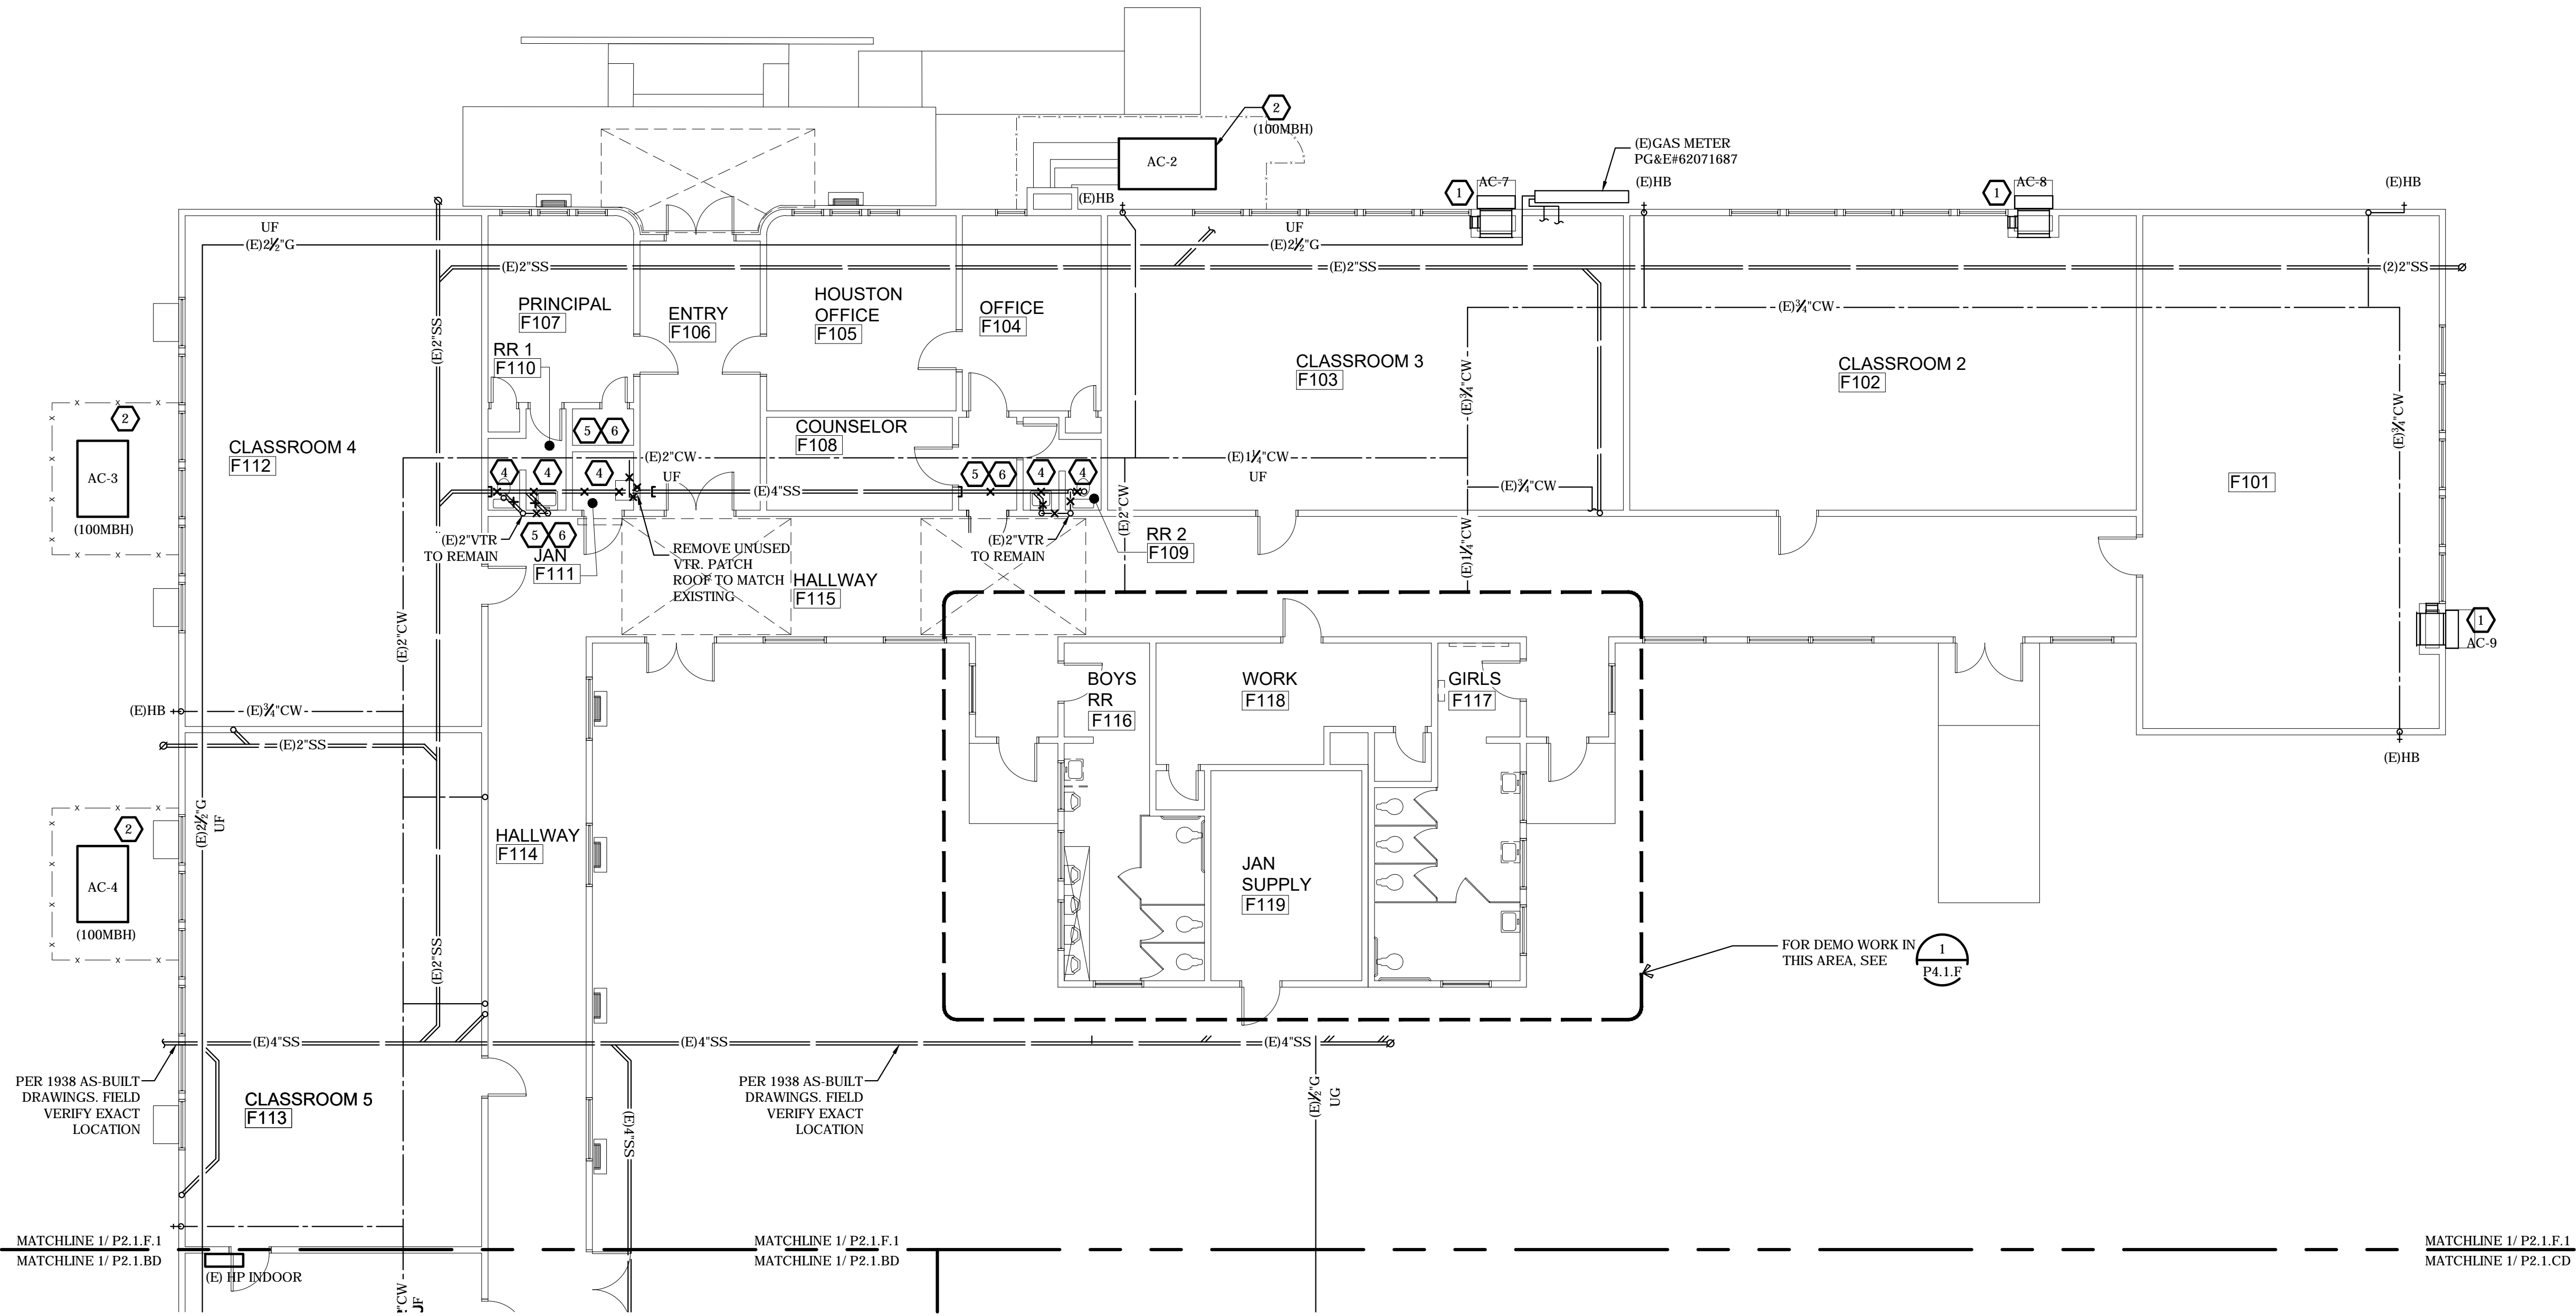 2
(100MBH)
AC-2
(E)GAS METER
PG&E#62071687
(E)HB
1
AC-7
(E)HB
1
AC-8
(E)HB
UF
(E)2½"G
UF
(E)2½"G
(E)2"SS
(E)2"SS
(2)2"SS
(E)2"SS
PRINCIPAL
F107
ENTRY
F106
HOUSTON
OFFICE
F105
OFFICE
F104
(E)¾"CW
RR 1
F110
CLASSROOM 3
F103
(E)¾"CW
CLASSROOM 2
F102
(E)¾"CW
2
AC-3
(100MBH)
CLASSROOM 4
F112
5
6
COUNSELOR
F108
(E)2"CW
UF
(E)1¼"CW
UF
4
4
4
5
6
4
4
(E)4"SS
(E)¾"CW
F101
(E)2"CW
(E)2"VTR
TO REMAIN
5
6
JAN
F111
REMOVE UNUSED
VTR. PATCH
ROOF TO MATCH
EXISTING
(E)2"VTR
TO REMAIN
RR 2
F109
(E)1¼"CW
HALLWAY
F115
(E)2"CW
1
AC-9
(E)HB
(E)¾"CW
BOYS
RR
F116
WORK
F118
GIRLS
F117
(E)2"SS
(E)HB
2
AC-4
(100MBH)
(E)2½"G
UF
HALLWAY
F114
JAN
SUPPLY
F119
(E)2"SS
FOR DEMO WORK IN
THIS AREA, SEE
1
P4.1.F
(E)4"SS
(E)4"SS
(E)4"SS
PER 1938 AS-BUILT
DRAWINGS. FIELD
VERIFY EXACT
LOCATION
CLASSROOM 5
F113
(E)4"SS
PER 1938 AS-BUILT
DRAWINGS. FIELD
VERIFY EXACT
LOCATION
(E)½"G
UG
MATCHLINE 1/ P2.1.F.1
MATCHLINE 1/ P2.1.BD
MATCHLINE 1/ P2.1.F.1
MATCHLINE 1/ P2.1.BD
MATCHLINE 1/ P2.1.F.1
MATCHLINE 1/ P2.1.CD
(E) HP INDOOR
"CW